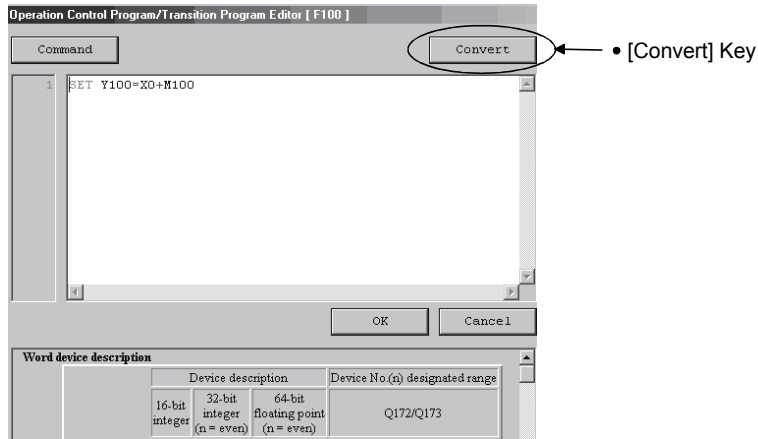 Operation Control Program/Transition Program Editor [ F100 ]
Command
Convert
• [Convert] Key
1 SET Y100=X0+M100
OK
Cancel
Word device description
Device description
Device No.(n) designated range
16-bit
integer
32-bit
integer
(n = even)
64-bit
floating point
(n = even)
Q172/Q173